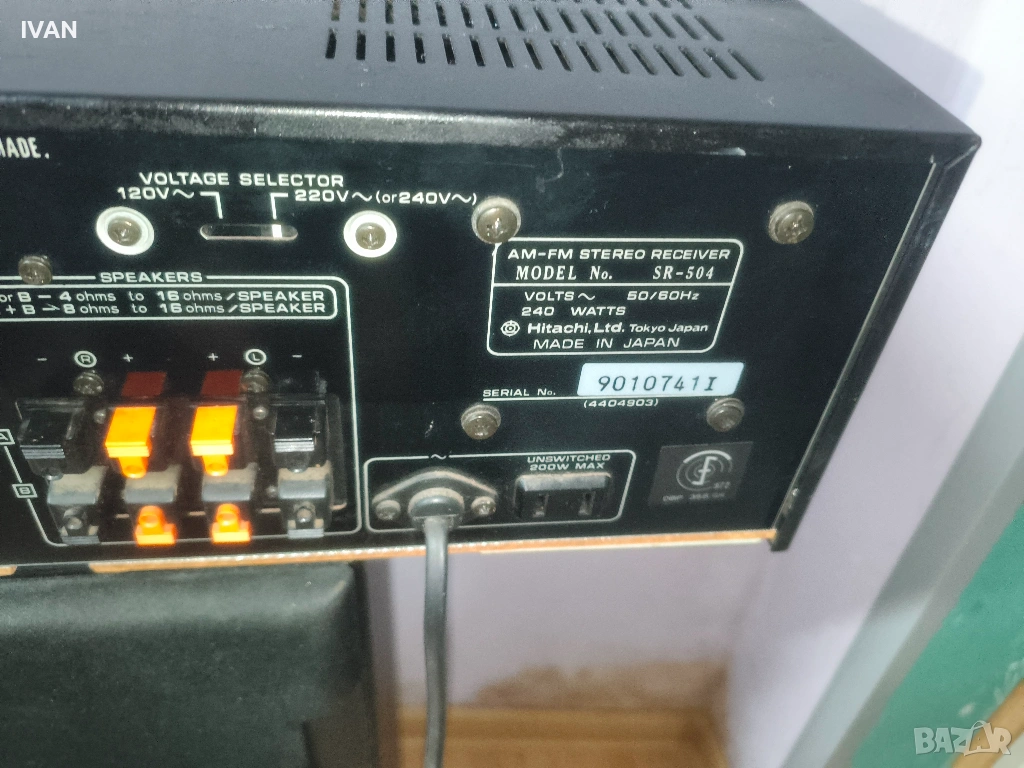 IVAN
MADE.
VOLTAGE SELECTOR
120V~ 220V~(or240V~)
SPEAKERS
or B – 4 ohms to 16 ohms/SPEAKER
+ B → 8 ohms to 16 ohms/SPEAKER
- R + + L -
A
B
AM-FM STEREO RECEIVER
MODEL No. SR-504
VOLTS~ 50/60Hz
240 WATTS
Hitachi, Ltd. Tokyo Japan
MADE IN JAPAN
SERIAL No. 9010741I
(4404903)
~
UNSWITCHED
200W MAX
BAZAR